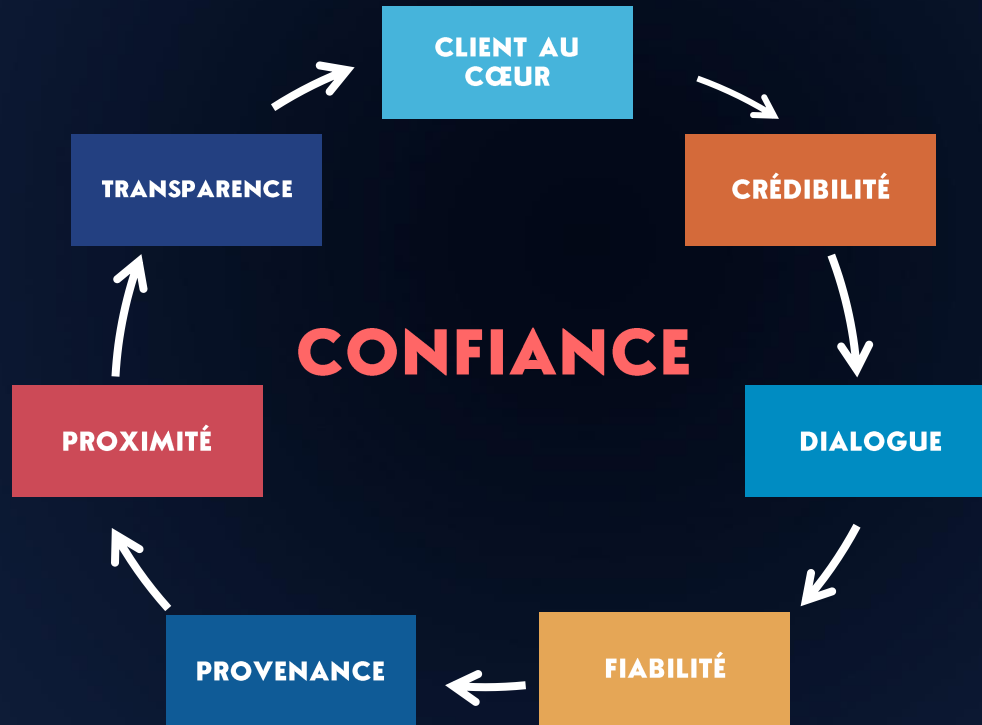 CLIENT AU
CŒUR
TRANSPARENCE
CRÉDIBILITÉ
CONFIANCE
PROXIMITÉ
DIALOGUE
PROVENANCE
FIABILITÉ